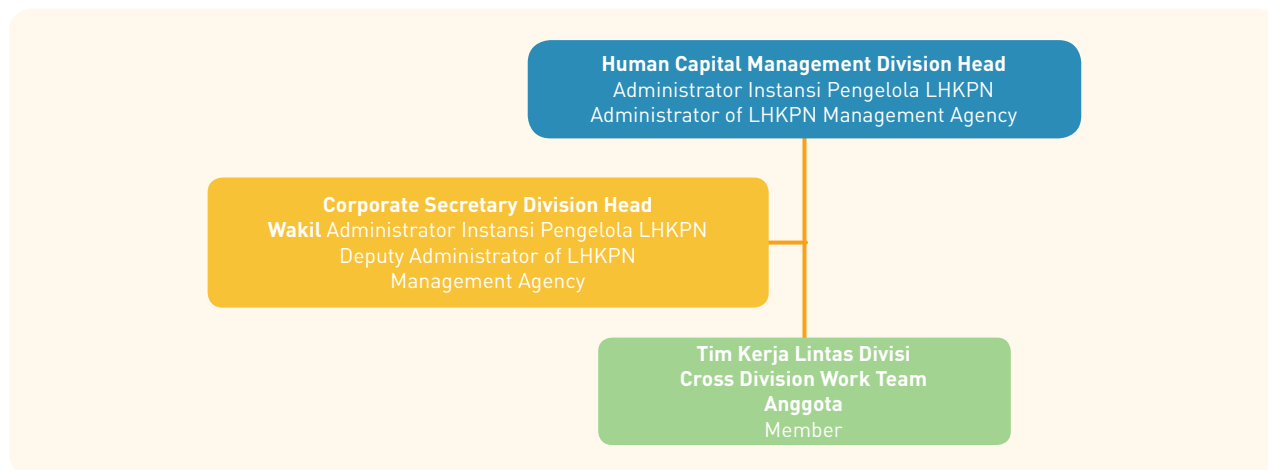 Human Capital Management Division Head
Administrator Instansi Pengelola LHKPN
Administrator of LHKPN Management Agency
Corporate Secretary Division Head
Wakil Administrator Instansi Pengelola LHKPN
Deputy Administrator of LHKPN
Management Agency
Tim Kerja Lintas Divisi
Cross Division Work Team
Anggota
Member